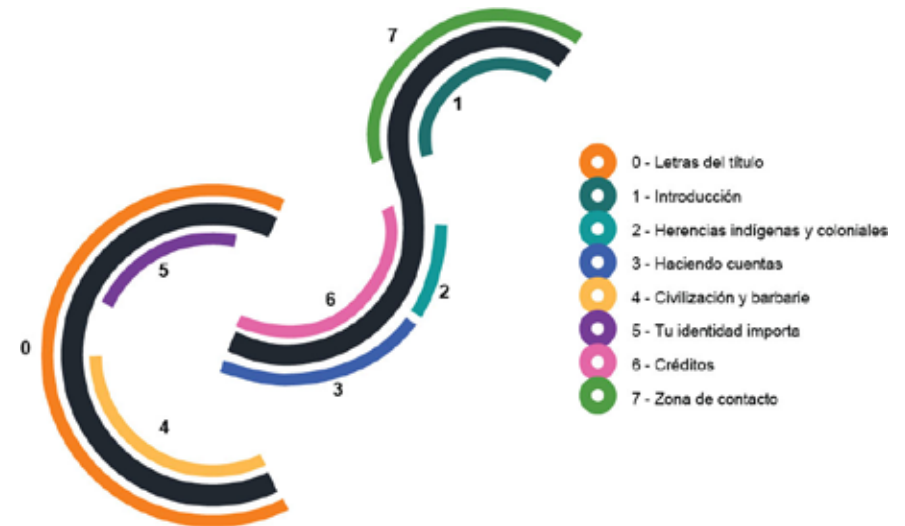 7
1
5
6
2
0
3
4
0 - Letras del título
1 - Introducción
2 - Herencias indígenas y coloniales
3 - Haciendo cuentas
4 - Civilización y barbarie
5 - Tu identidad importa
6 - Créditos
7 - Zona de contacto